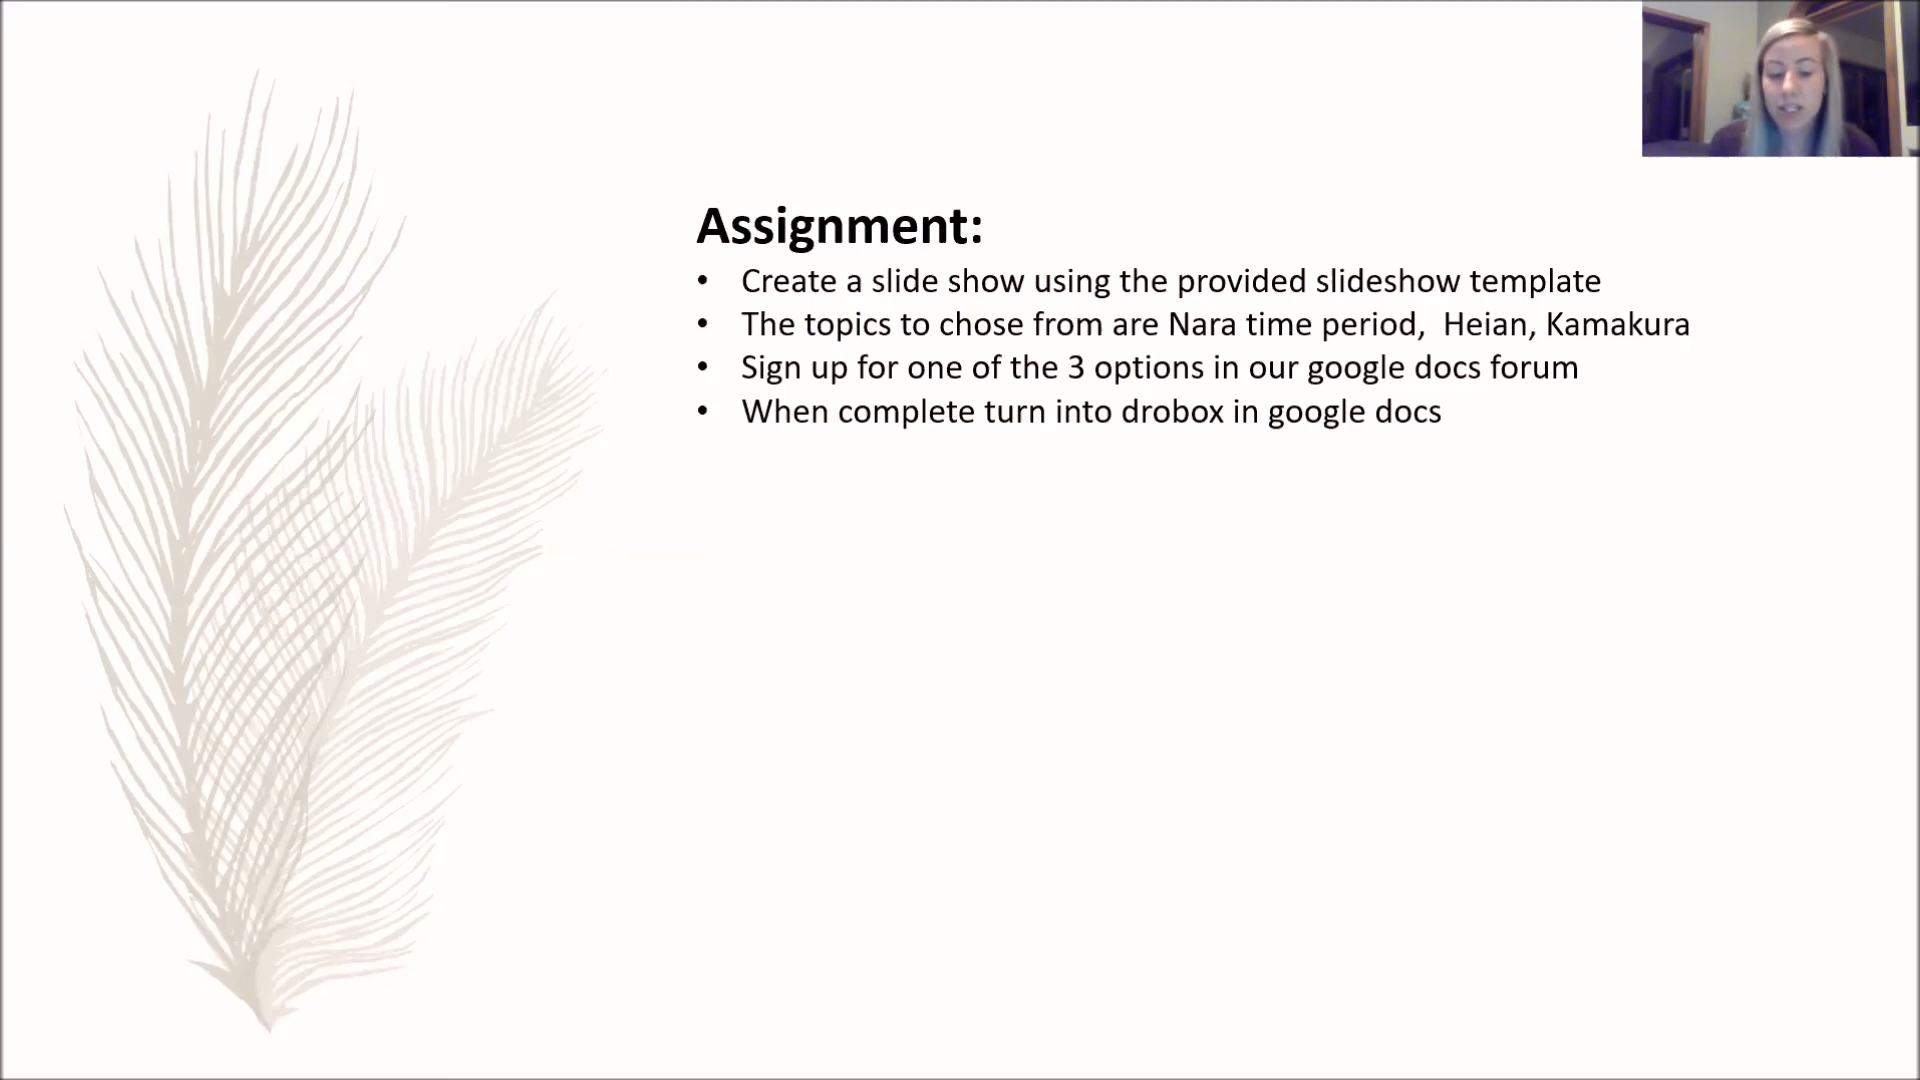 Assignment:
• Create a slide show using the provided slideshow template
• The topics to chose from are Nara time period,  Heian, Kamakura
• Sign up for one of the 3 options in our google docs forum
• When complete turn into drobox in google docs